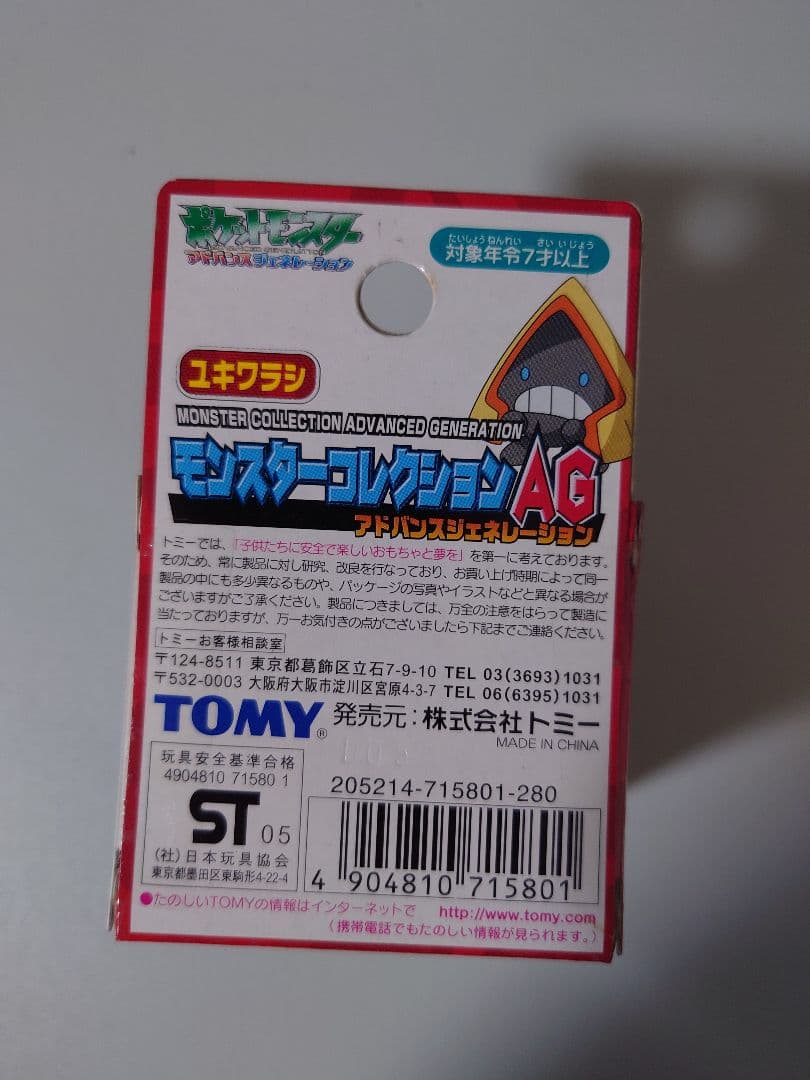 ポケットモンスター
アドバンスジェネレーション
たいしょうねんれい さいいじょう
対象年令7才以上
ユキワラシ
MONSTER COLLECTION ADVANCED GENERATION
モンスターコレクションAG
アドバンスジェネレーション
トミーでは、「子供たちに安全で楽しいおもちゃと夢を」を第一に考えております。
そのため、常に製品に対し研究、改良を行なっており、お買い上げ時期によって同一
製品の中にも多少異なるものや、パッケージの写真やイラストなどと異なる場合が
ございますがご了承ください。製品につきましては、万全の注意をはらって製造に
当たっておりますが、万一お気付きの点がございましたら下記までご連絡ください。
トミーお客様相談室
〒124-8511 東京都葛飾区立石7-9-10 TEL 03(3693)1031
〒532-0003 大阪府大阪市淀川区宮原4-3-7 TEL 06(6395)1031
TOMY® 発売元:株式会社トミー
MADE IN CHINA
玩具安全基準合格
4904810 71580 1
ST 05
(社)日本玩具協会
東京都墨田区東駒形4-22-4
205214-715801-280
4 904810 715801
●たのしいTOMYの情報はインターネットで http://www.tomy.com
(携帯電話でもたのしい情報が見られます。)